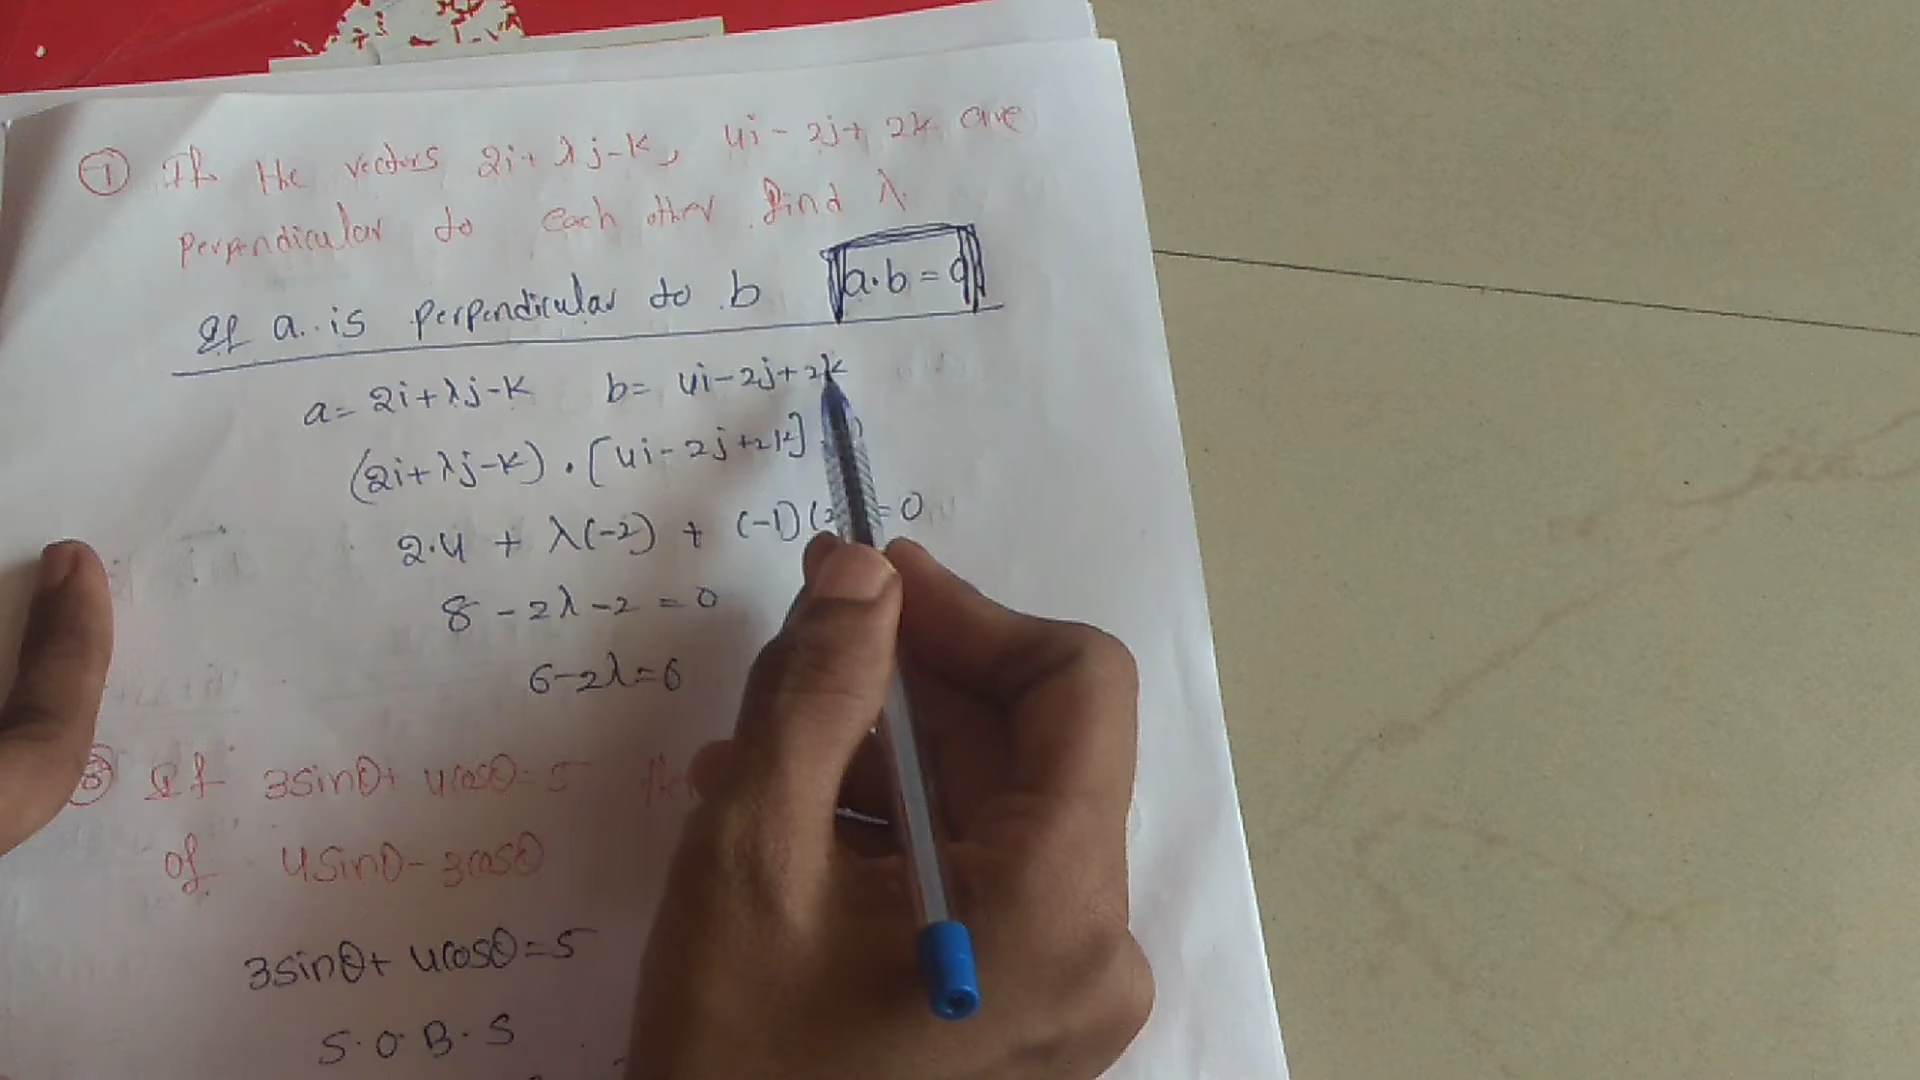 ① If the vectors 2i+λj-k, 4i-2j+2k are
perpendicular to each other find λ.
If a is perpendicular to b a.b=0
a= 2i+λj-k b= 4i-2j+2k
(2i+λj-k).[4i-2j+2k]
2.4 + λ(-2) + (-1)(2 =0
8-2λ-2=0
6-2λ=6
If 3sinθ+ 4cosθ=5
of 4sinθ-3cosθ
3sinθ+ 4cosθ=5
S.O.B.S